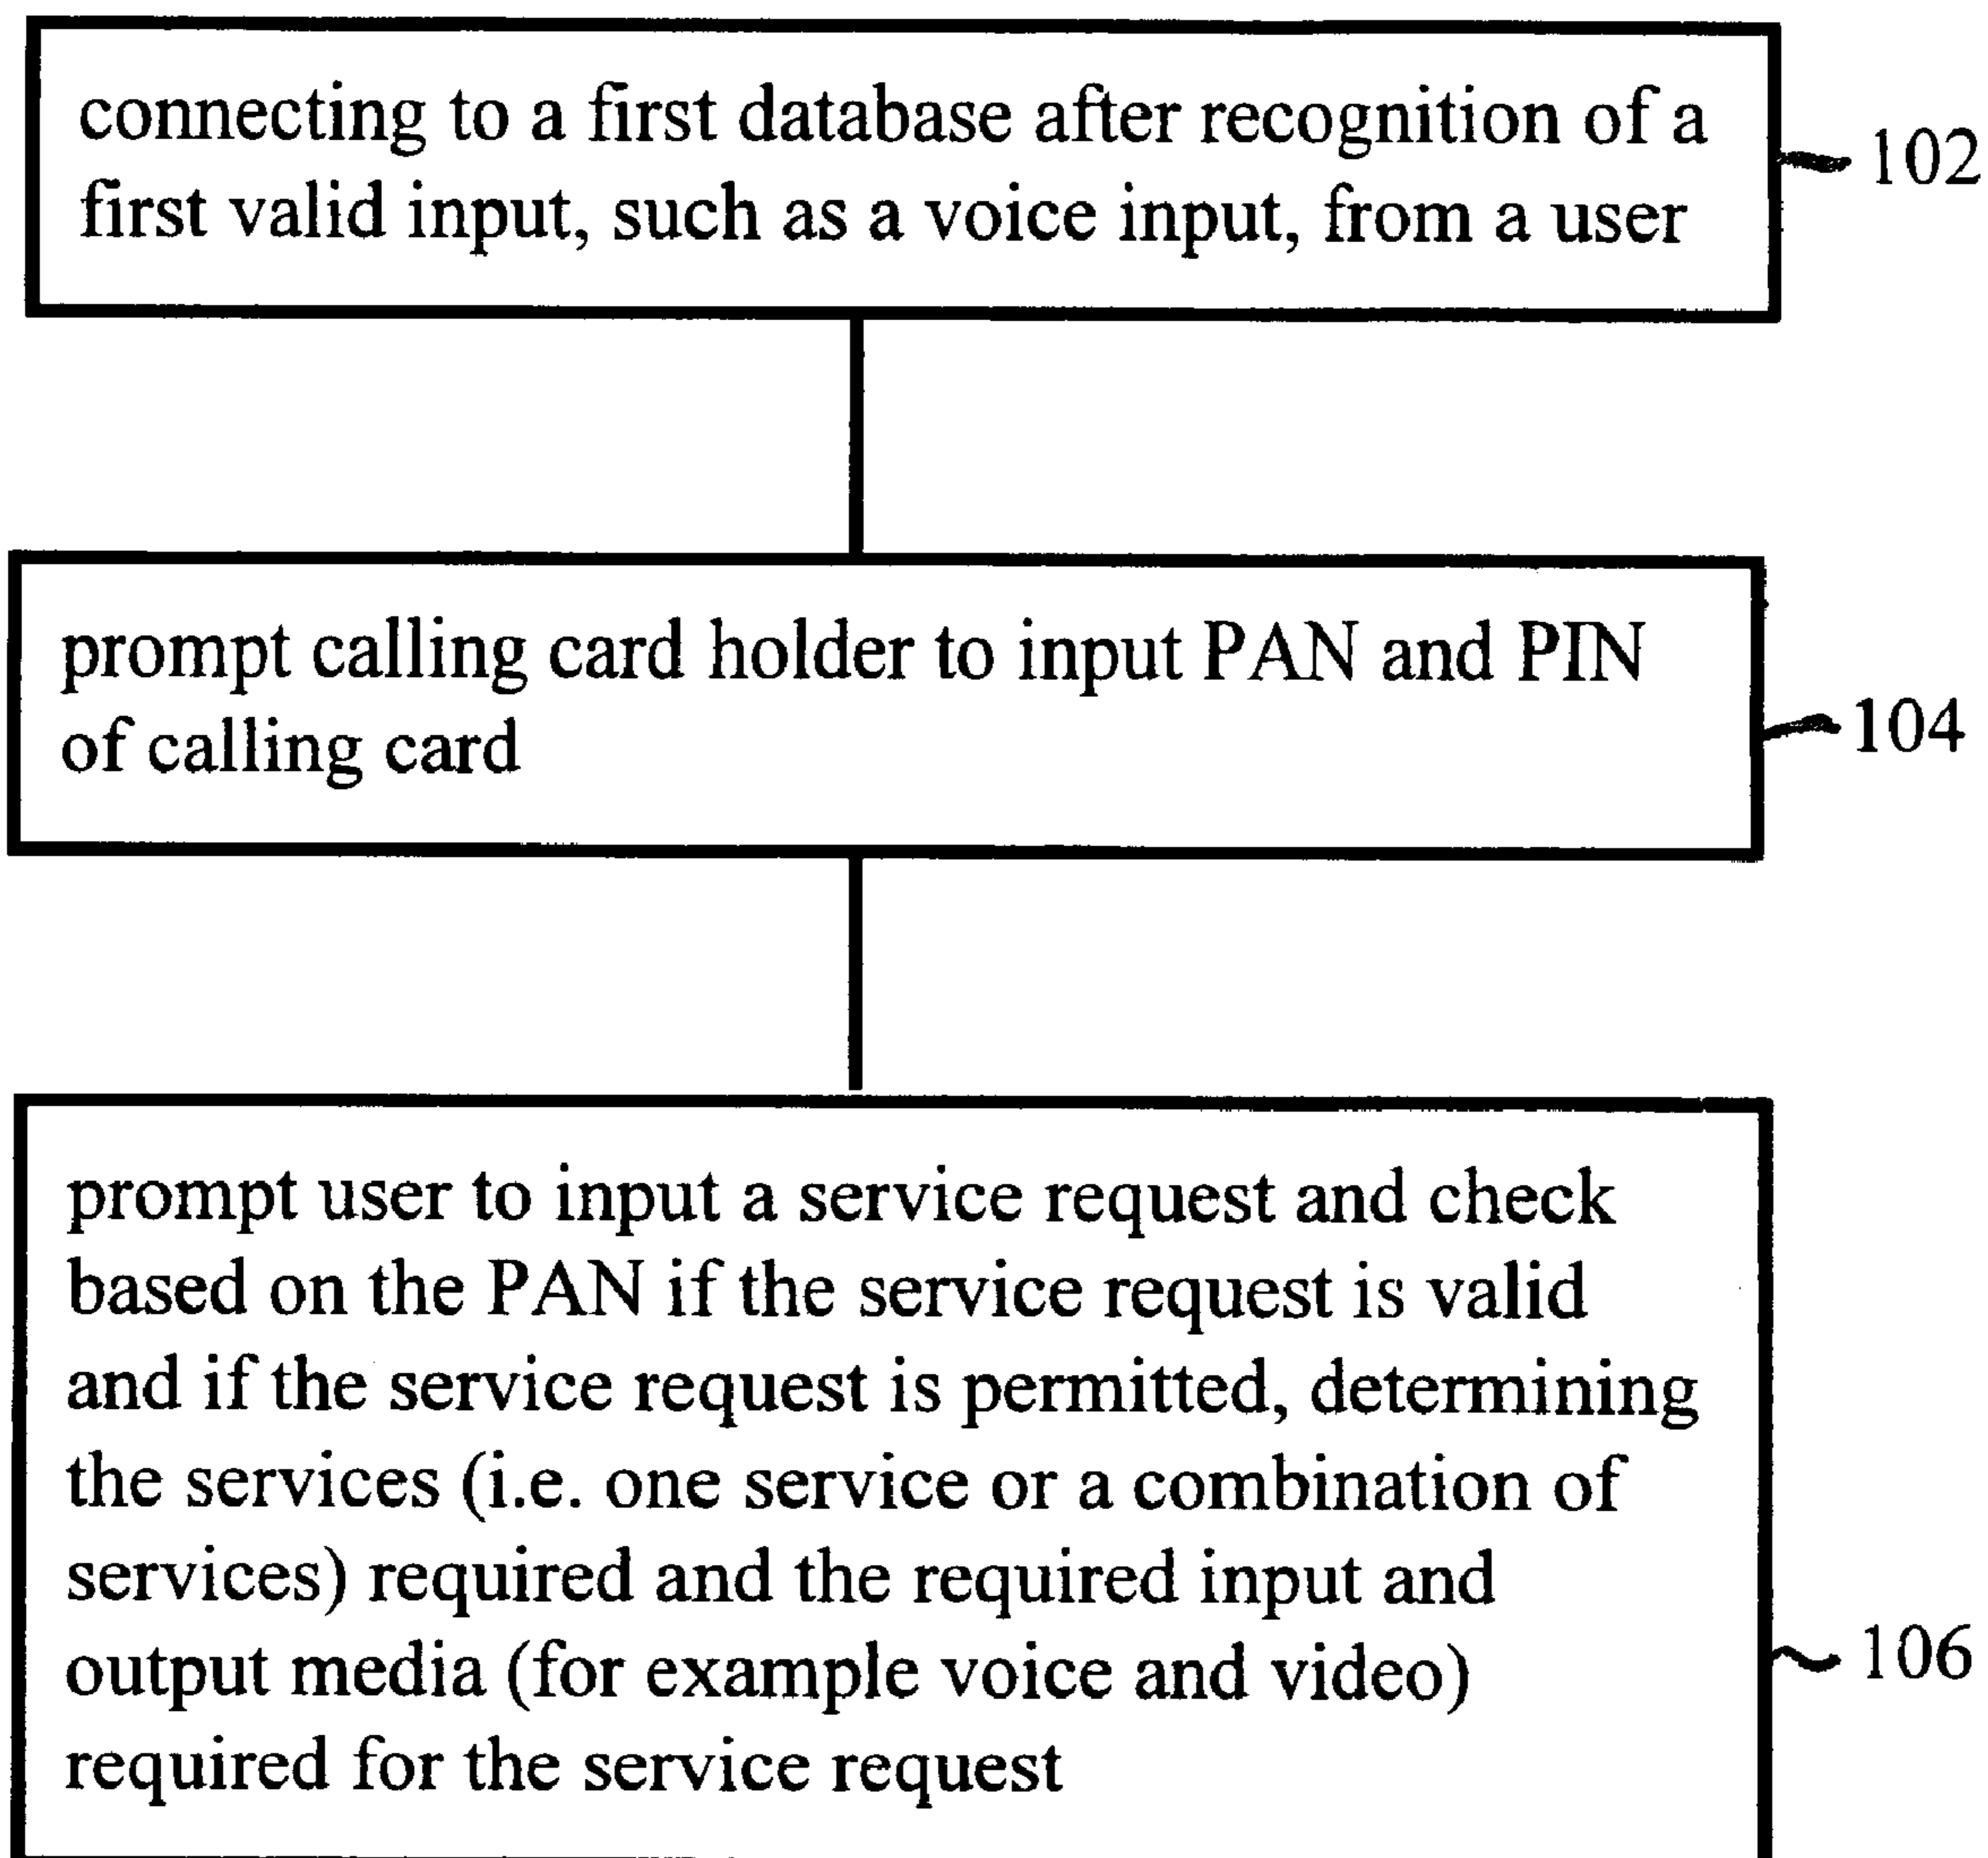 connecting to a first database after recognition of a
first valid input, such as a voice input, from a user
102
prompt calling card holder to input PAN and PIN
of calling card
104
prompt user to input a service request and check
based on the PAN if the service request is valid
and if the service request is permitted, determining
the services (i.e. one service or a combination of
services) required and the required input and
output media (for example voice and video)
required for the service request
106